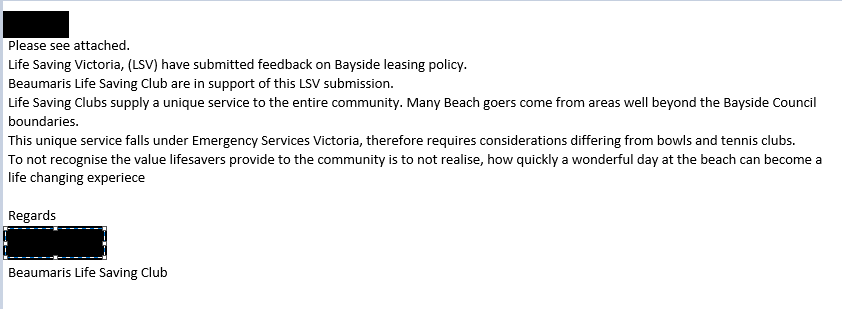 Please see attached.
Life Saving Victoria, (LSV) have submitted feedback on Bayside leasing policy.
Beaumaris Life Saving Club are in support of this LSV submission.
Life Saving Clubs supply a unique service to the entire community. Many Beach goers come from areas well beyond the Bayside Council
boundaries.
This unique service falls under Emergency Services Victoria, therefore requires considerations differing from bowls and tennis clubs.
To not recognise the value lifesavers provide to the community is to not realise, how quickly a wonderful day at the beach can become a
life changing experiece
Regards
Beaumaris Life Saving Club